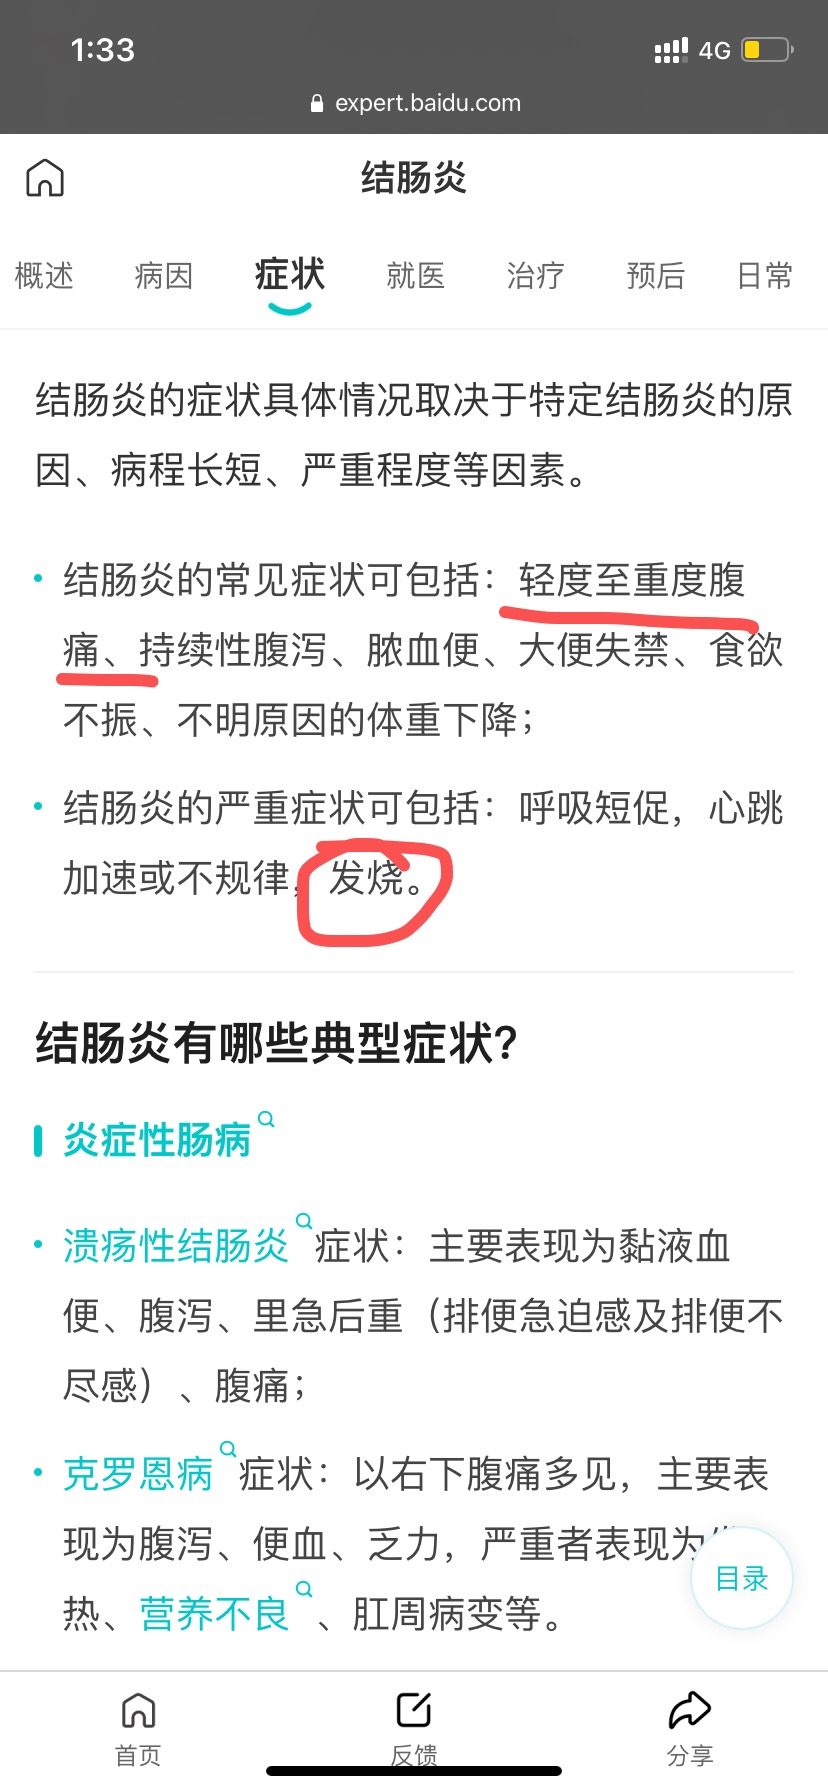 1:33
4G
expert.baidu.com
结肠炎
概述 病因 症状 就医 治疗 预后 日常
结肠炎的症状具体情况取决于特定结肠炎的原
因、病程长短、严重程度等因素。
结肠炎的常见症状可包括：轻度至重度腹
痛、持续性腹泻、脓血便、大便失禁、食欲
不振、不明原因的体重下降；
结肠炎的严重症状可包括：呼吸短促，心跳
加速或不规律，发烧。
结肠炎有哪些典型症状？
炎症性肠病
溃疡性结肠炎症状：主要表现为黏液血
便、腹泻、里急后重（排便急迫感及排便不
尽感）、腹痛；
克罗恩病症状：以右下腹痛多见，主要表
现为腹泻、便血、乏力，严重者表现为
热、营养不良、肛周病变等。
目录
首页 反馈 分享